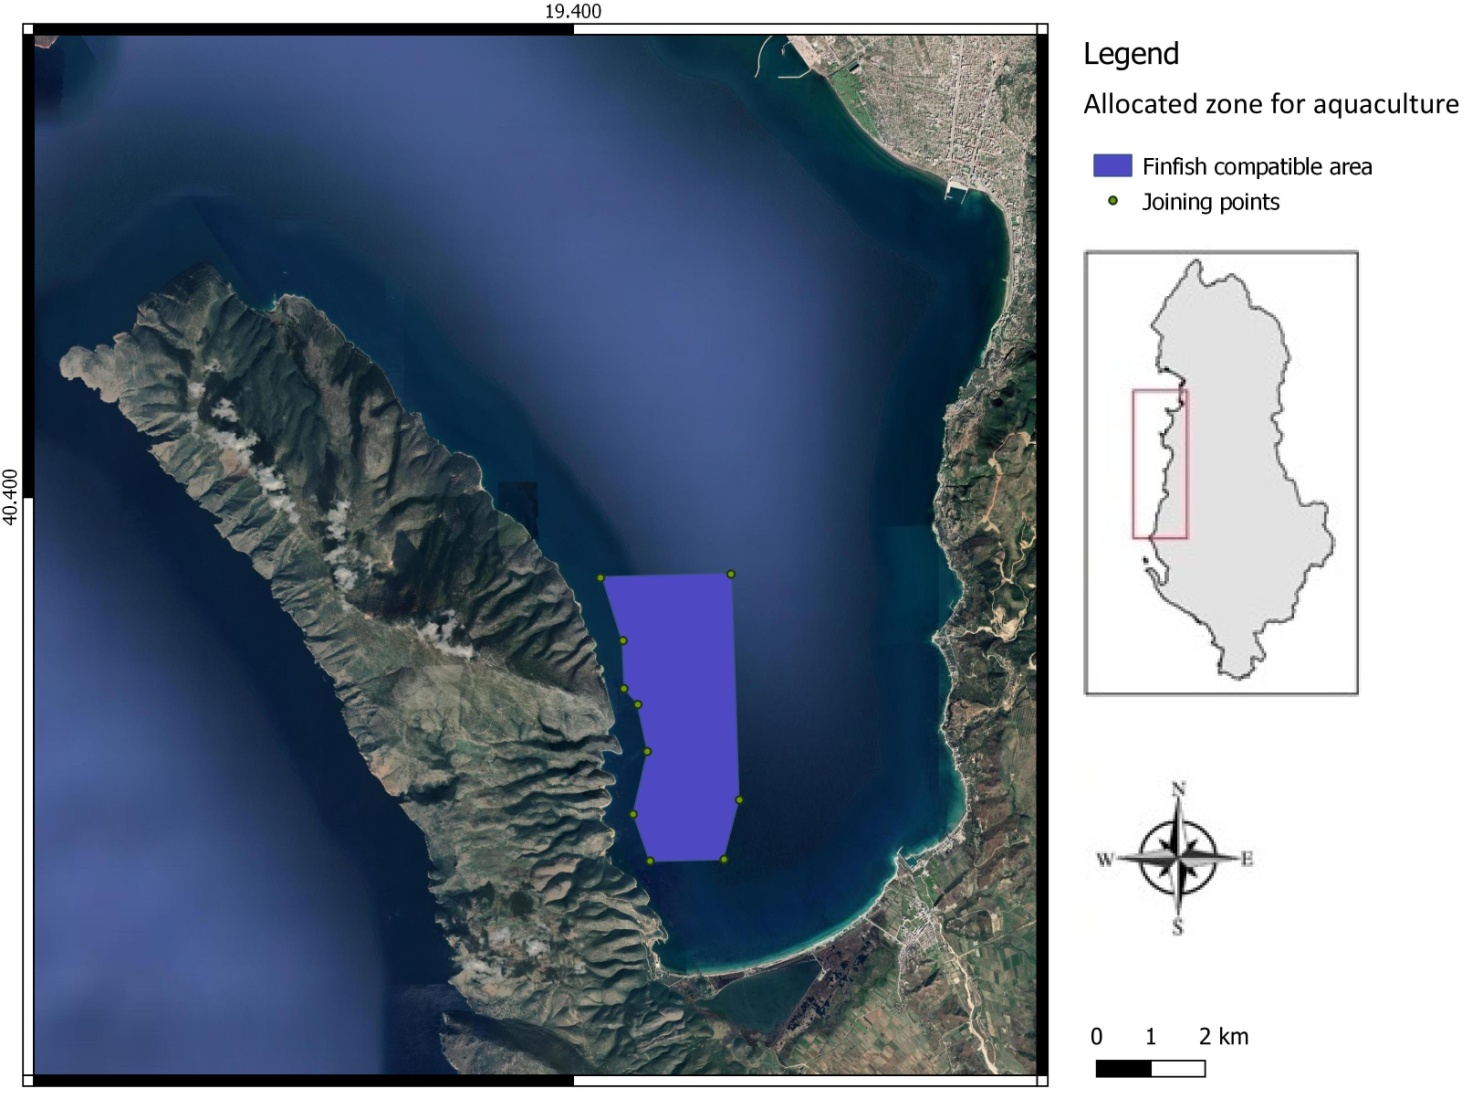 19.400
40.400
Legend
Allocated zone for aquaculture
Finfish compatible area
Joining points
N
W
E
S
0 1 2 km